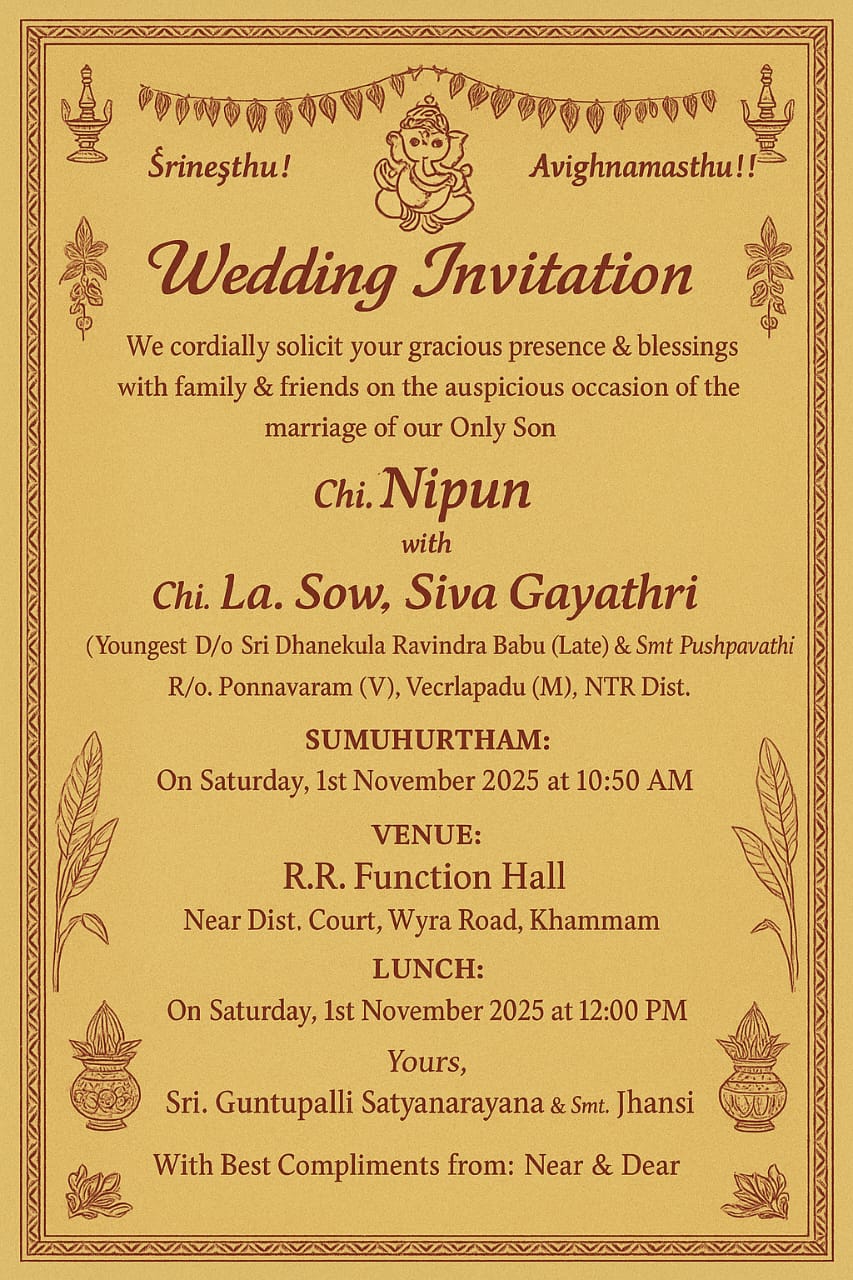 Śrineşthu!
Avighnamasthu!!
Wedding Invitation
We cordially solicit your gracious presence & blessings
with family & friends on the auspicious occasion of the
marriage of our Only Son
Chi. Nipun
with
Chi. La. Sow, Siva Gayathri
(Youngest D/o Sri Dhanekula Ravindra Babu (Late) & Smt Pushpavathi
R/o. Ponnavaram (V), Vecrlapadu (M), NTR Dist.
SUMUHURTHAM:
On Saturday, 1st November 2025 at 10:50 AM
VENUE:
R.R. Function Hall
Near Dist. Court, Wyra Road, Khammam
LUNCH:
On Saturday, 1st November 2025 at 12:00 PM
Yours,
Sri. Guntupalli Satyanarayana & Smt. Jhansi
With Best Compliments from: Near & Dear